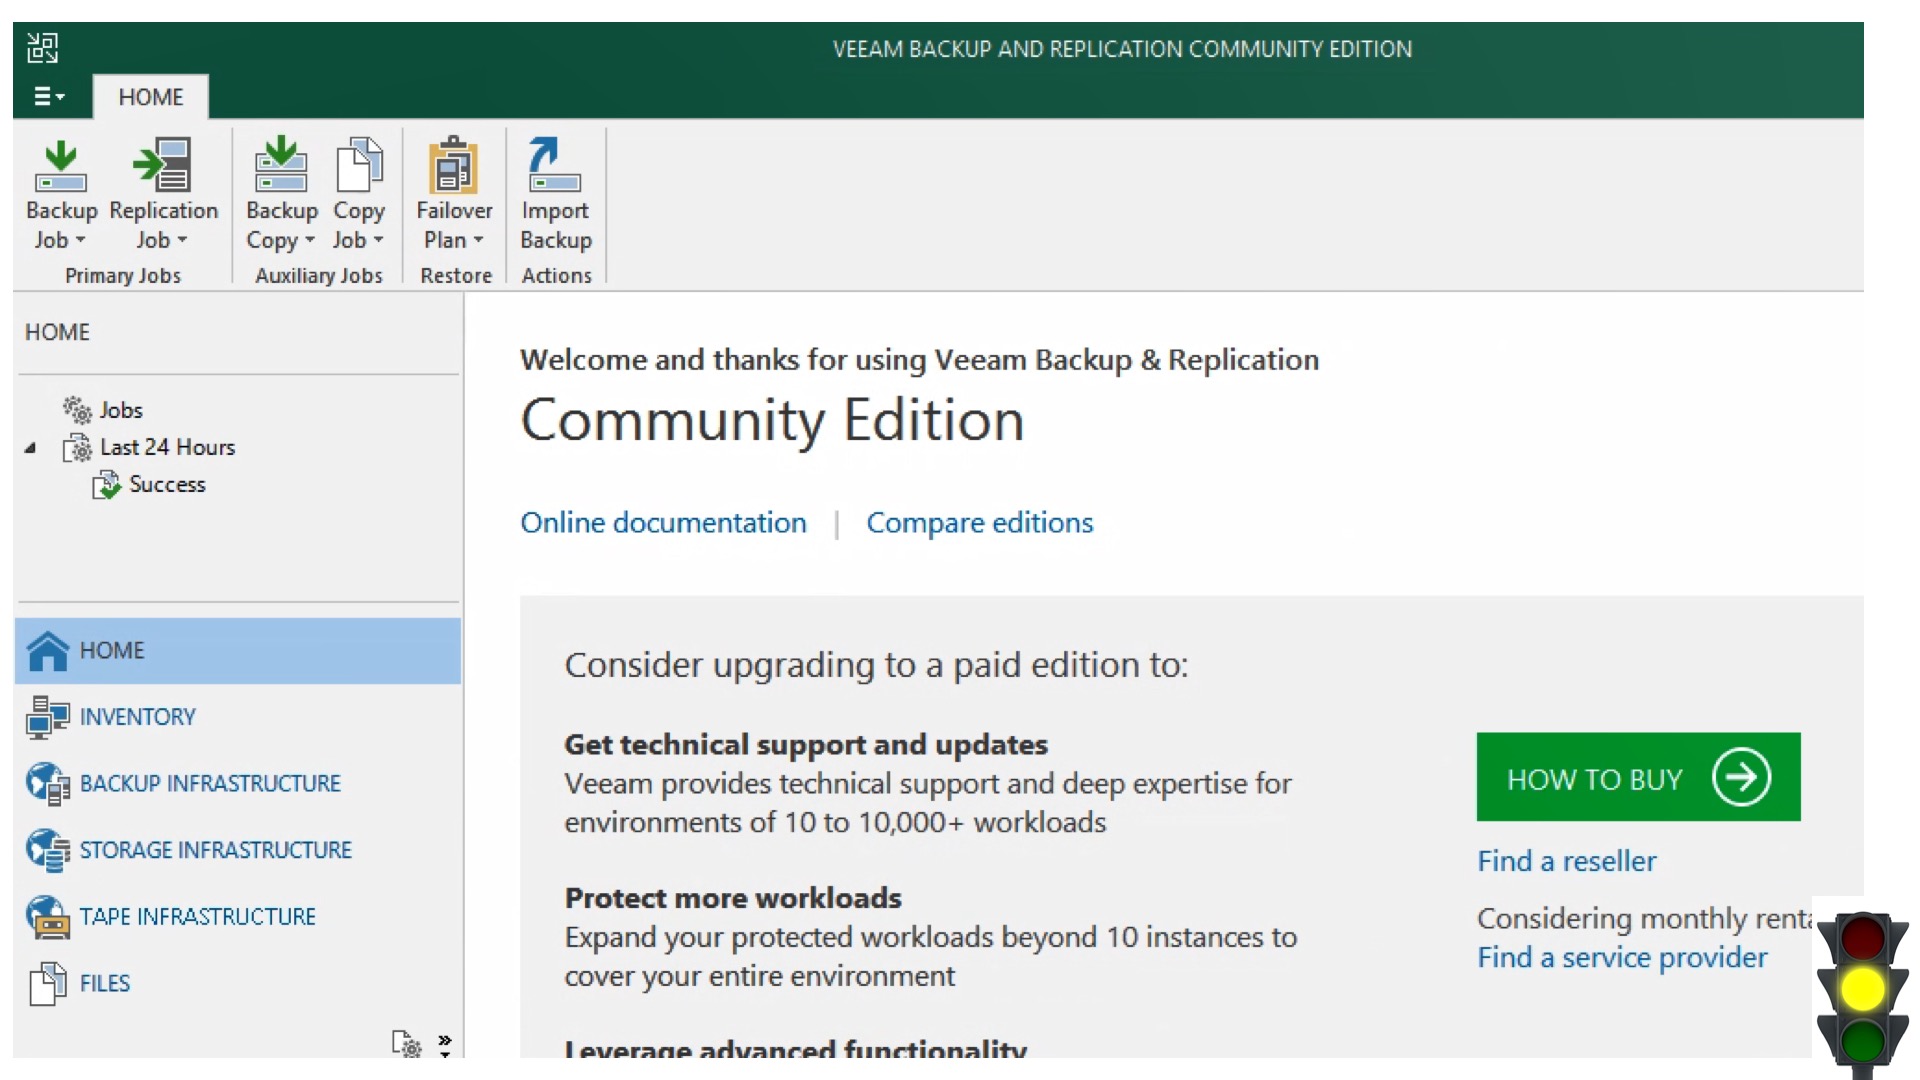 VEEAM BACKUP AND REPLICATION COMMUNITY EDITION
HOME
Backup Job
Replication Job
Primary Jobs
Backup Copy
Copy Job
Auxiliary Jobs
Failover Plan
Restore
Import Backup
Actions
HOME
Jobs
Last 24 Hours
Success
HOME
INVENTORY
BACKUP INFRASTRUCTURE
STORAGE INFRASTRUCTURE
TAPE INFRASTRUCTURE
FILES
Welcome and thanks for using Veeam Backup & Replication
Community Edition
Online documentation | Compare editions
Consider upgrading to a paid edition to:
Get technical support and updates
Veeam provides technical support and deep expertise for
environments of 10 to 10,000+ workloads
Protect more workloads
Expand your protected workloads beyond 10 instances to
cover your entire environment
Leverage advanced functionality
HOW TO BUY
Find a reseller
Considering monthly
Find a service provider